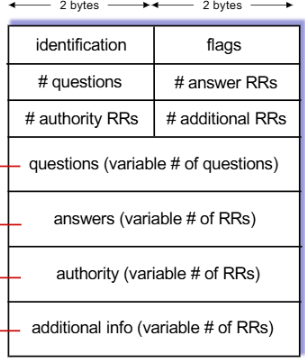 2 bytes 2 bytes
identification flags
# questions # answer RRs
# authority RRs # additional RRs
questions (variable # of questions)
answers (variable # of RRs)
authority (variable # of RRs)
additional info (variable # of RRs)